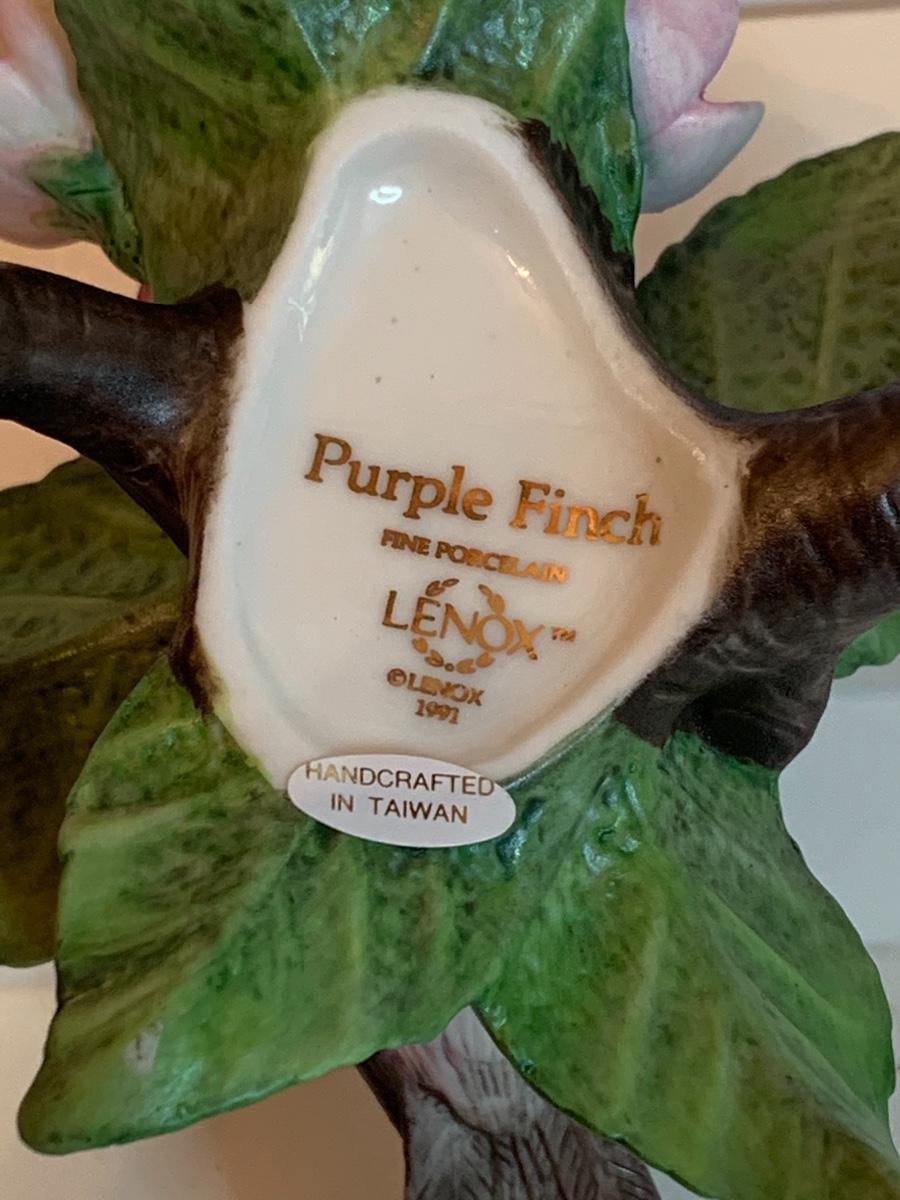 Purple Finch
FINE PORCELAIN
LENOX™
©LENOX
1991
HANDCRAFTED
IN TAIWAN